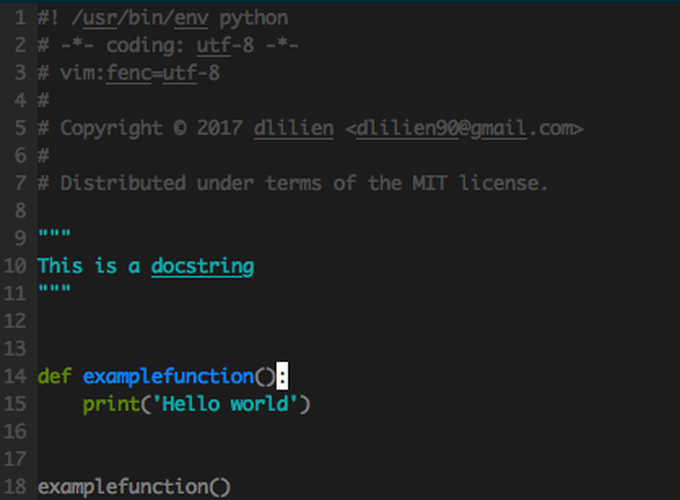 1 #! /usr/bin/env python
2 # -*- coding: utf-8 -*-
3 # vim:fenc=utf-8
4 #
5 # Copyright © 2017 dlilien <dlilien90@gmail.com>
6 #
7 # Distributed under terms of the MIT license.
8
9 """
10 This is a docstring
11 """
12
13
14 def examplefunction():
15     print('Hello world')
16
17
18 examplefunction()